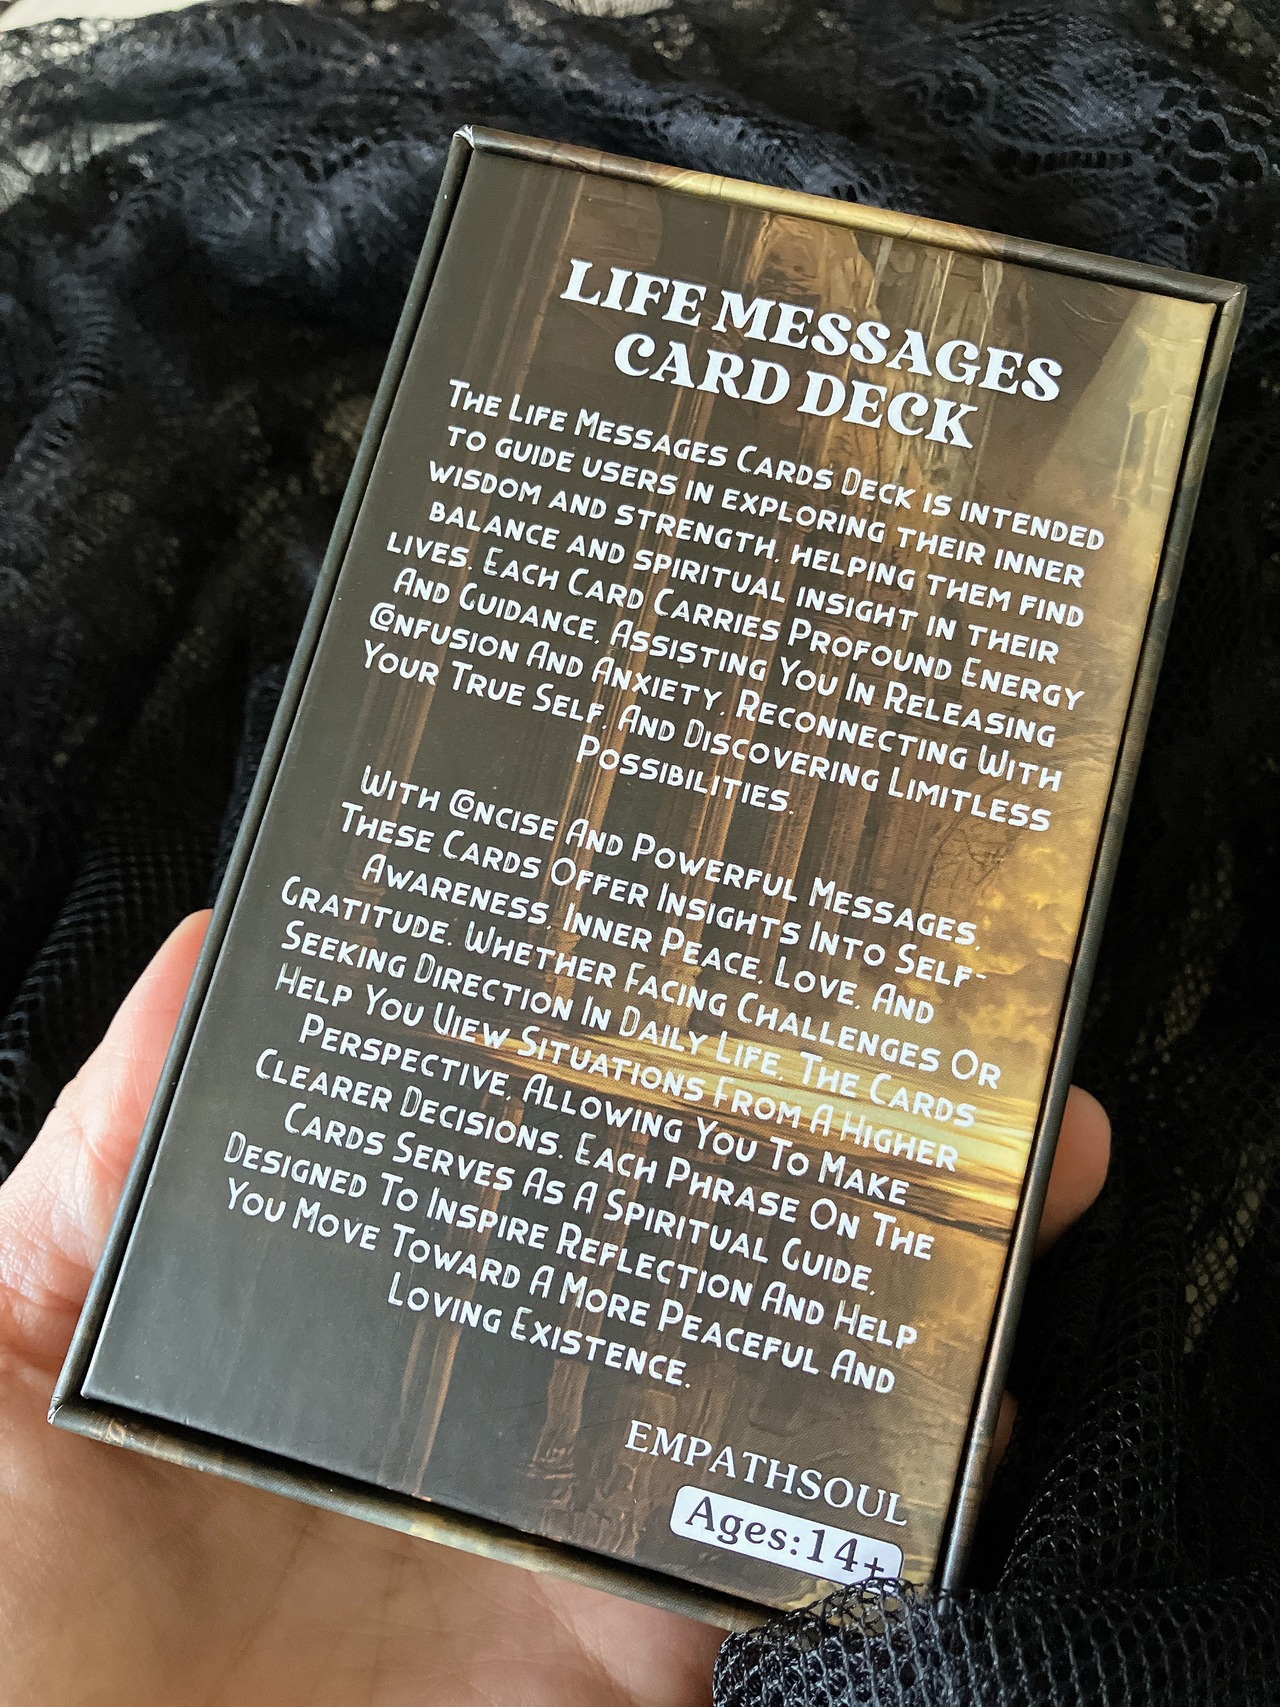 LIFE MESSAGES
CARD DECK
The Life Messages Cards Deck is intended
to guide users in exploring their inner
wisdom and strength, helping them find
balance and spiritual insight in their
lives. Each Card Carries Profound Energy
And Guidance, Assisting You In Releasing
Confusion And Anxiety, Reconnecting With
Your True Self, And Discovering Limitless
Possibilities.
With Concise And Powerful Messages,
These Cards Offer Insights Into Self-
Awareness, Inner Peace, Love, And
Gratitude. Whether Facing Challenges Or
Seeking Direction In Daily Life, The Cards
Help You View Situations From A Higher
Perspective, Allowing You To Make
Clearer Decisions. Each Phrase On The
Cards Serves As A Spiritual Guide,
Designed To Inspire Reflection And Help
You Move Toward A More Peaceful And
Loving Existence.
EMPATHSOUL
Ages:14+